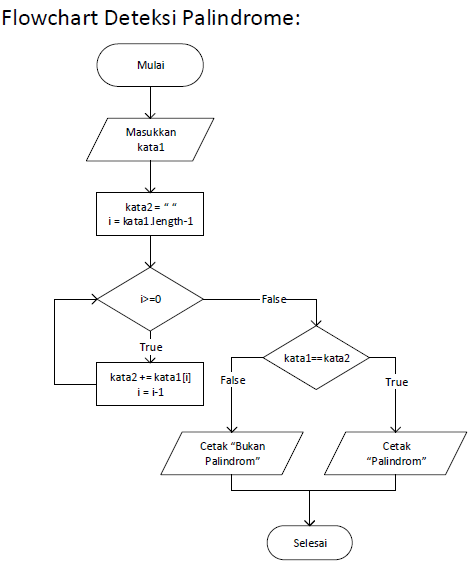 Flowchart Deteksi Palindrome:
Mulai
Masukkan
kata1
kata2 = “ “
i = kata1.length-1
i>=0
False
True
kata2 += kata1[i]
i = i-1
kata1==kata2
False
True
Cetak “Bukan
Palindrom”
Cetak
“Palindrom”
Selesai